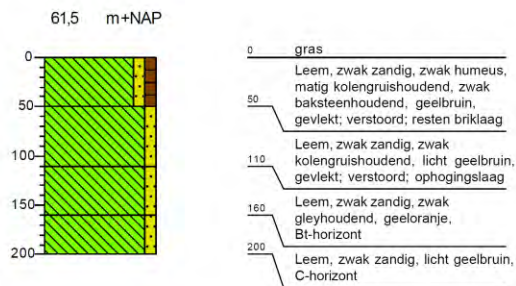 61,5 m+NAP
0
50
100
150
200
0 gras
Leem, zwak zandig, zwak humeus,
matig kolengruishoudend, zwak
baksteenhoudend, geelbruin,
50
gevlekt; verstoord; resten briklaag
Leem, zwak zandig, zwak
kolengruishoudend, licht geelbruin,
110
gevlekt; verstoord; ophogingslaag
Leem, zwak zandig, zwak
160
gleyhoudend, geeloranje,
Bt-horizont
200
Leem, zwak zandig, licht geelbruin,
C-horizont